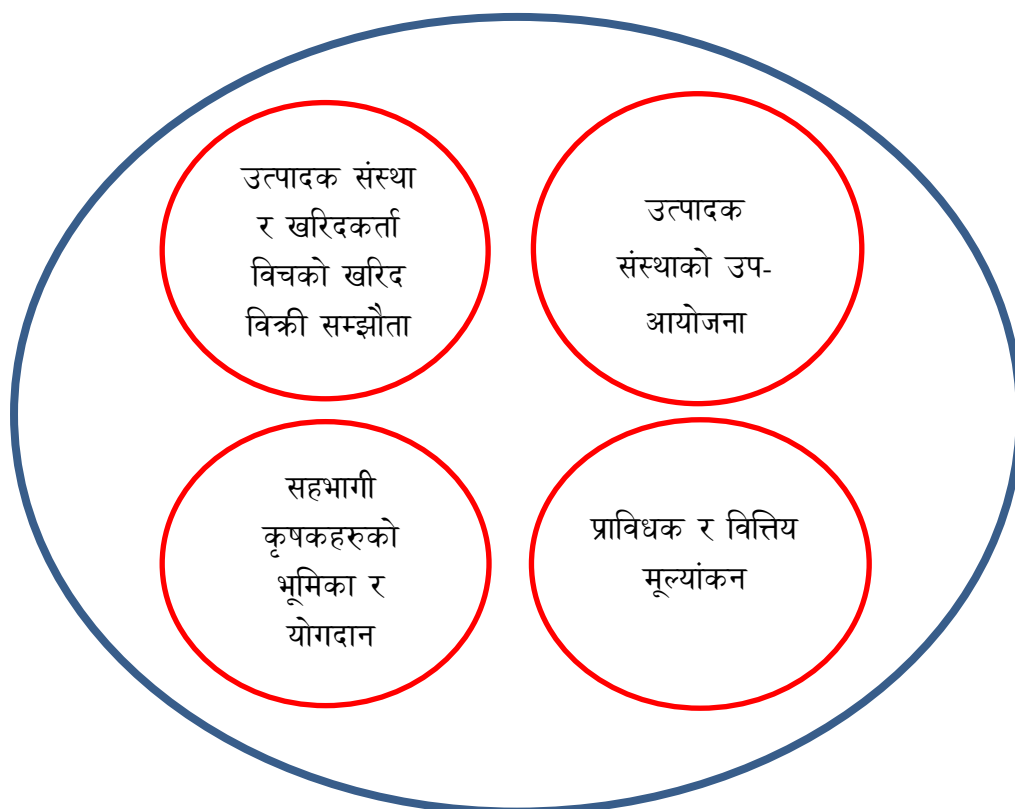 उत्पादक संस्था
र खरिदकर्ता
विचको खरिद
विक्री सम्झौता
उत्पादक
संस्थाको उप-
आयोजना
सहभागी
कृषकहरुको
भूमिका र
योगदान
प्राविधक र वित्तिय
मूल्यांकन